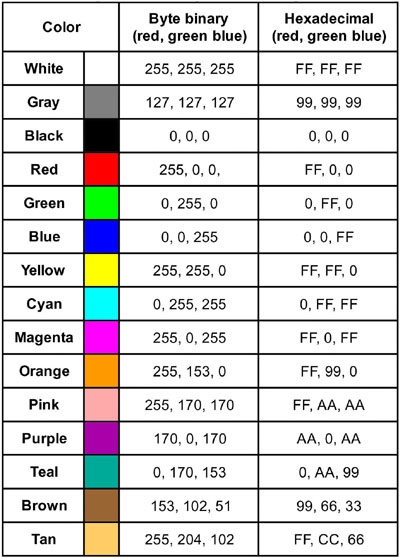 Color Byte binary (red, green blue) Hexadecimal (red, green blue)
White 255, 255, 255 FF, FF, FF
Gray 127, 127, 127 99, 99, 99
Black 0, 0, 0 0, 0, 0
Red 255, 0, 0, FF, 0, 0
Green 0, 255, 0 0, FF, 0
Blue 0, 0, 255 0, 0, FF
Yellow 255, 255, 0 FF, FF, 0
Cyan 0, 255, 255 0, FF, FF
Magenta 255, 0, 255 FF, 0, FF
Orange 255, 153, 0 FF, 99, 0
Pink 255, 170, 170 FF, AA, AA
Purple 170, 0, 170 AA, 0, AA
Teal 0, 170, 153 0, AA, 99
Brown 153, 102, 51 99, 66, 33
Tan 255, 204, 102 FF, CC, 66